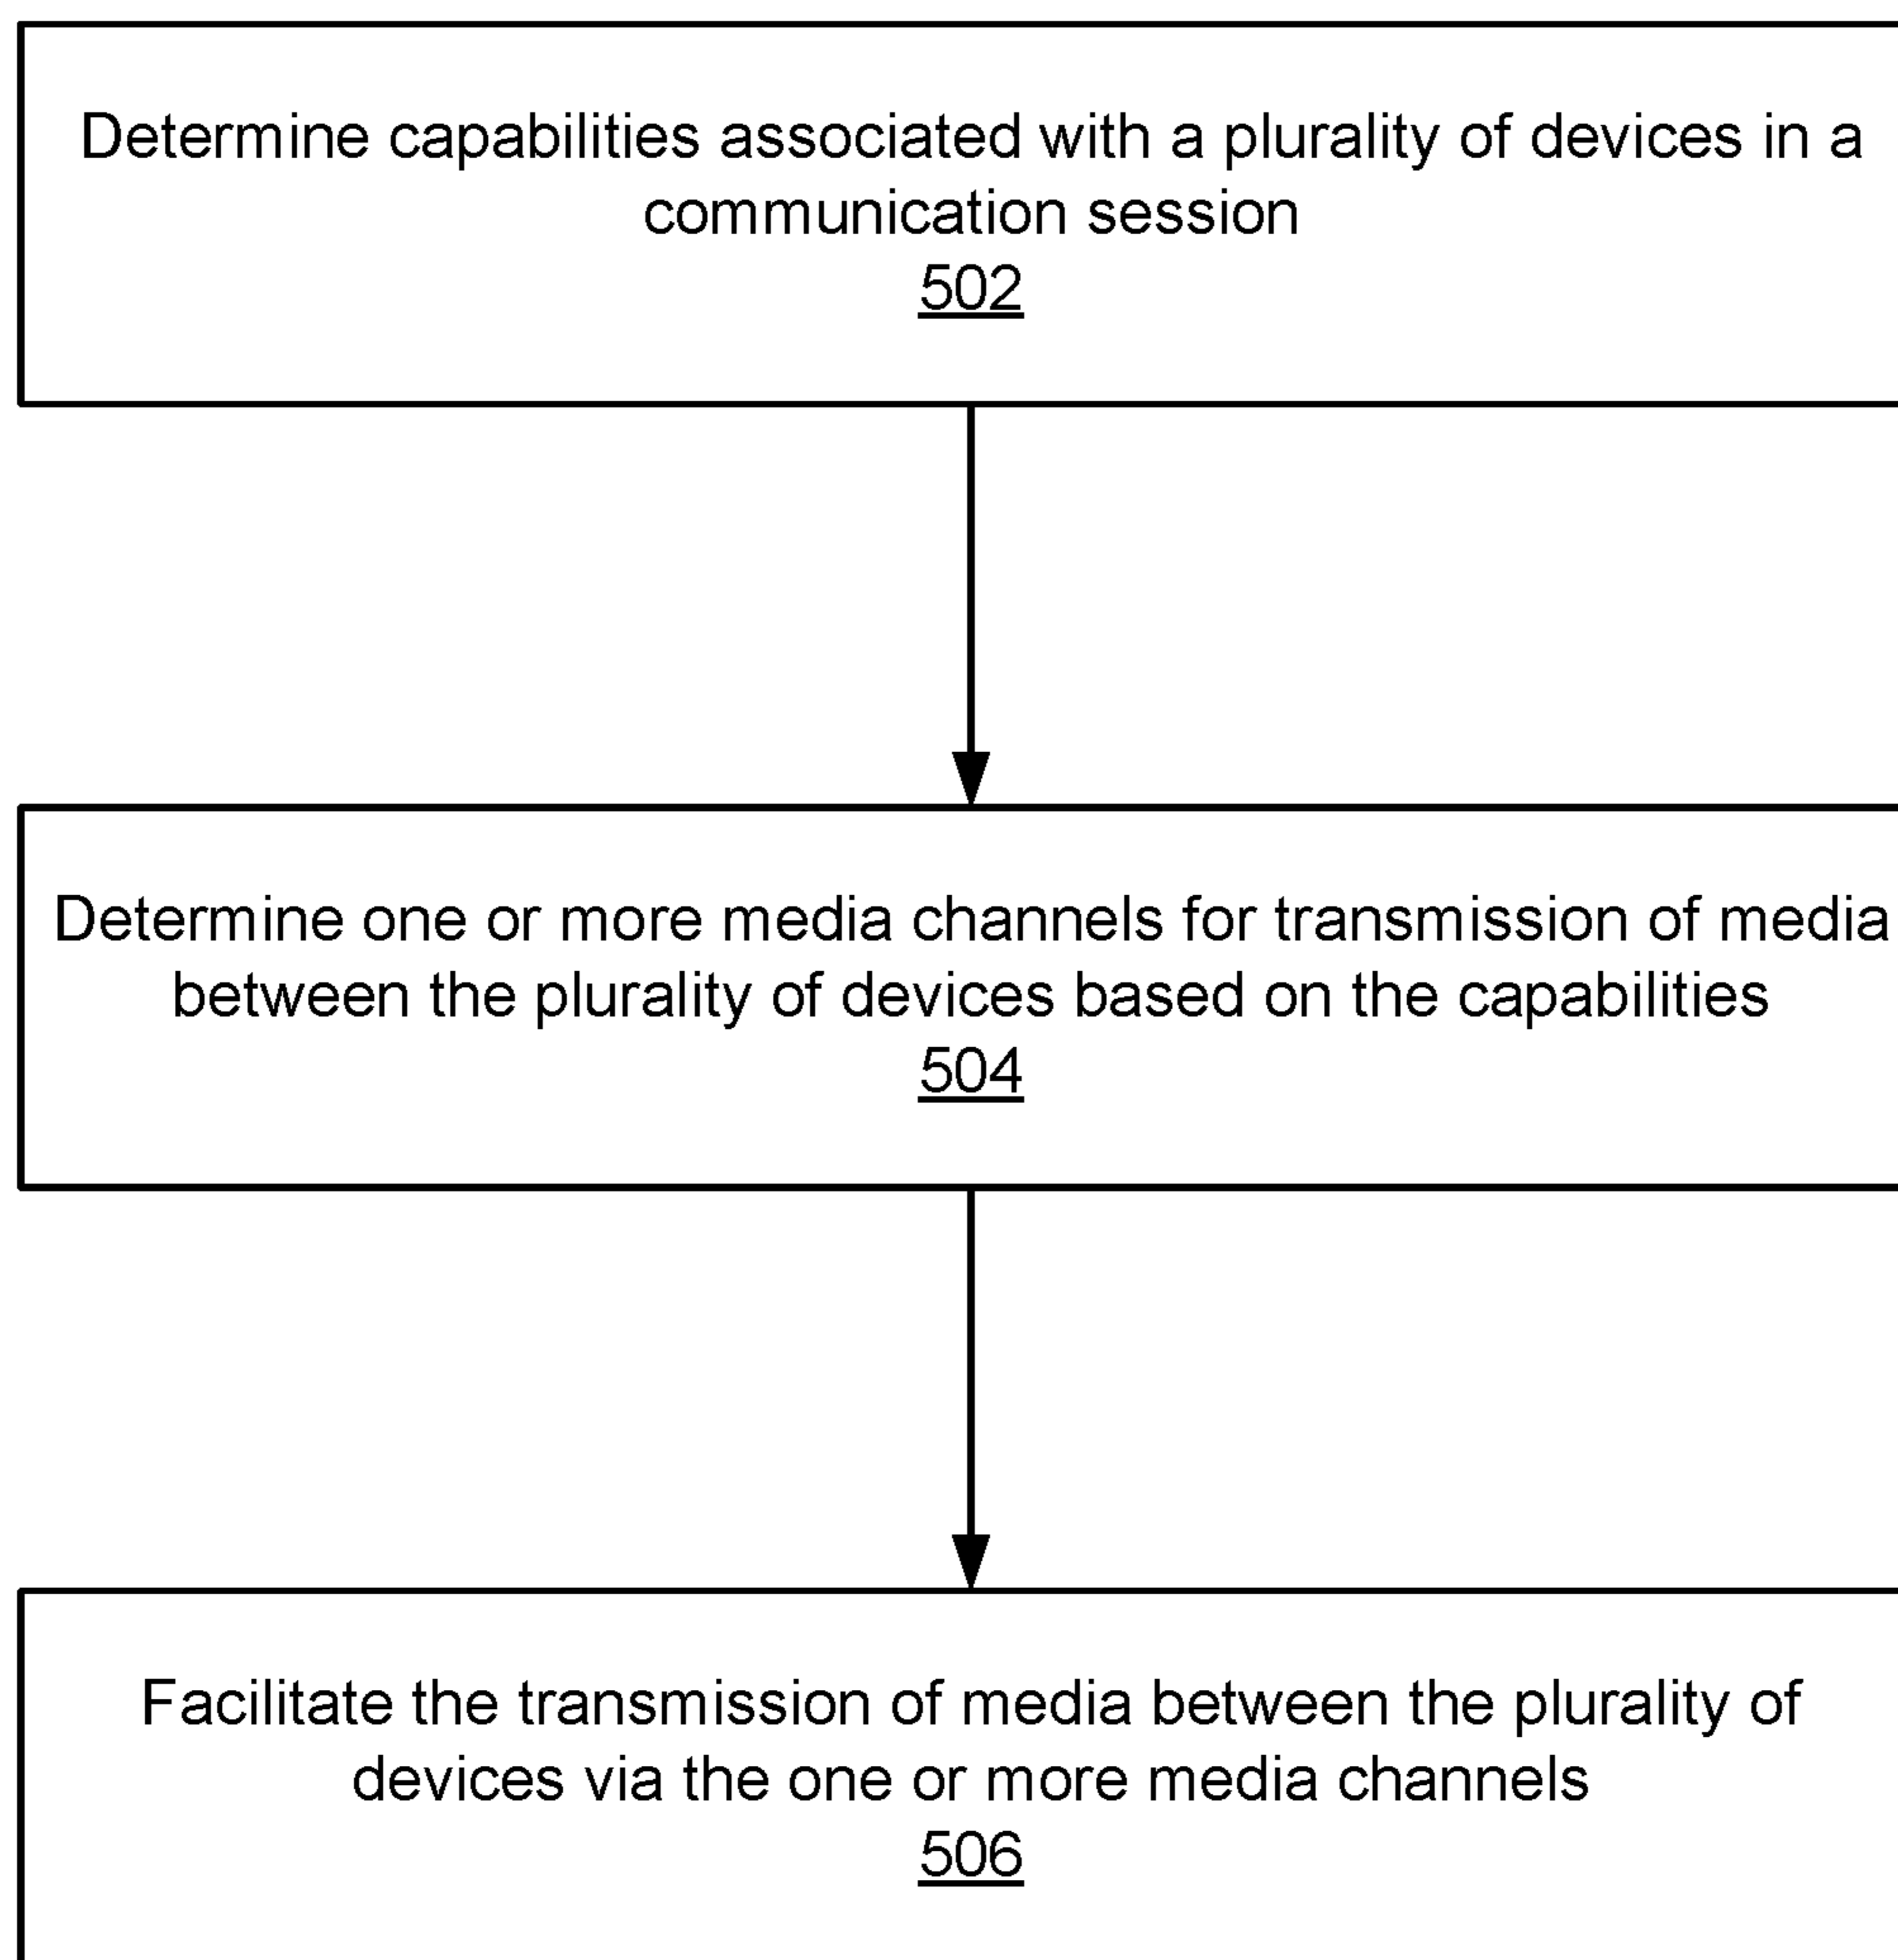 Determine capabilities associated with a plurality of devices in a
communication session
502
Determine one or more media channels for transmission of media
between the plurality of devices based on the capabilities
504
Facilitate the transmission of media between the plurality of
devices via the one or more media channels
506